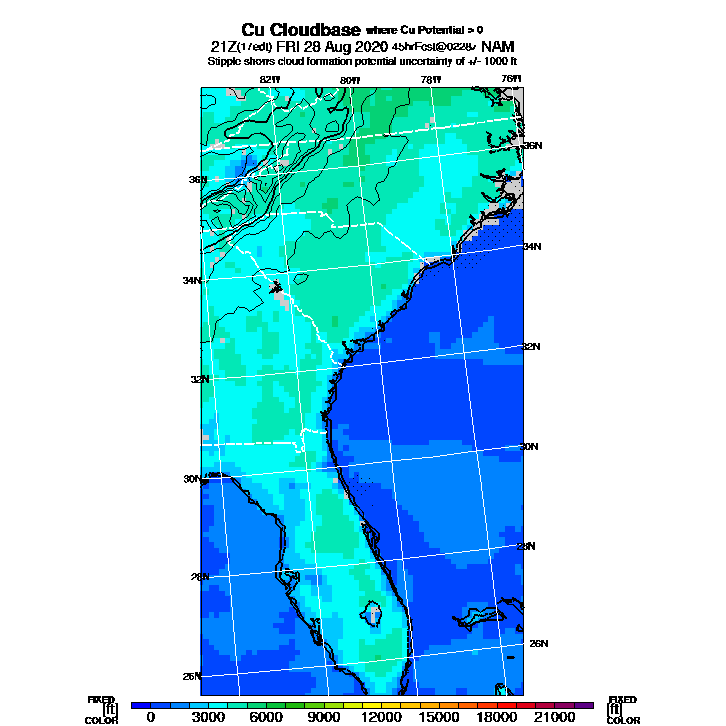 Cu Cloudbase where Cu Potential > 0
21Z(17edt) FRI 28 Aug 2020 45hrFcst@0228z NAM
Stipple shows cloud formation potential uncertainty of +/- 1000 ft
82W 80W 78W 76W
36N
36N
34N
34N
32N
32N
30N
30N
28N
28N
26N
26N
FIXED FIXED
[ft] [ft]
COLOR COLOR
0 3000 6000 9000 12000 15000 18000 21000